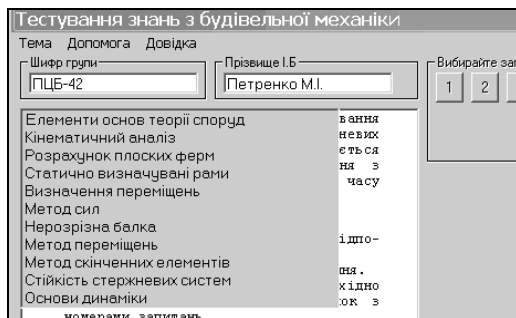 Тестування знань з будівельної механіки
Тема Допомога Довідка
Шифр групи Прізвище І.Б Вибирайте
ПЦБ-42 Петренко М.І. 1 2
Елементи основ теорії споруд
Кінематичний аналіз
Розрахунок плоских ферм
Статично визначувані рами
Визначення переміщень
Метод сил
Нерозрізна балка
Метод переміщень
Метод скінченних елементів
Стійкість стержневих систем
Основи динаміки
вання
невих
ється
ня з
часу
ідпо-
ня.
хідно
ок з
номерами запитань